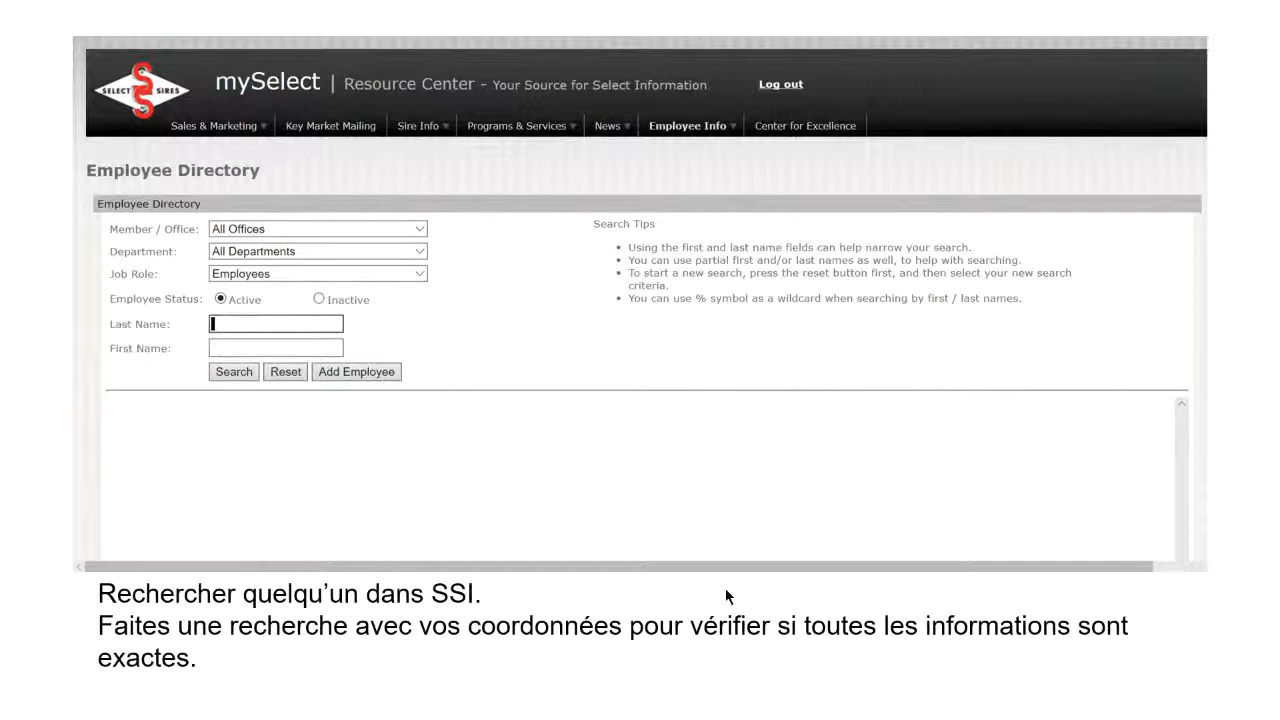 SELECT SIRES
mySelect | Resource Center - Your Source for Select Information
Log out
Sales & Marketing Key Market Mailing Sire Info Programs & Services News Employee Info Center for Excellence
Employee Directory
Employee Directory
Member / Office: All Offices
Department: All Departments
Job Role: Employees
Employee Status: Active Inactive
Last Name:
First Name:
Search Reset Add Employee
Search Tips
• Using the first and last name fields can help narrow your search.
• You can use partial first and/or last names as well, to help with searching.
• To start a new search, press the reset button first, and then select your new search
criteria.
• You can use % symbol as a wildcard when searching by first / last names.
Rechercher quelqu’un dans SSI.
Faites une recherche avec vos coordonnées pour vérifier si toutes les informations sont
exactes.